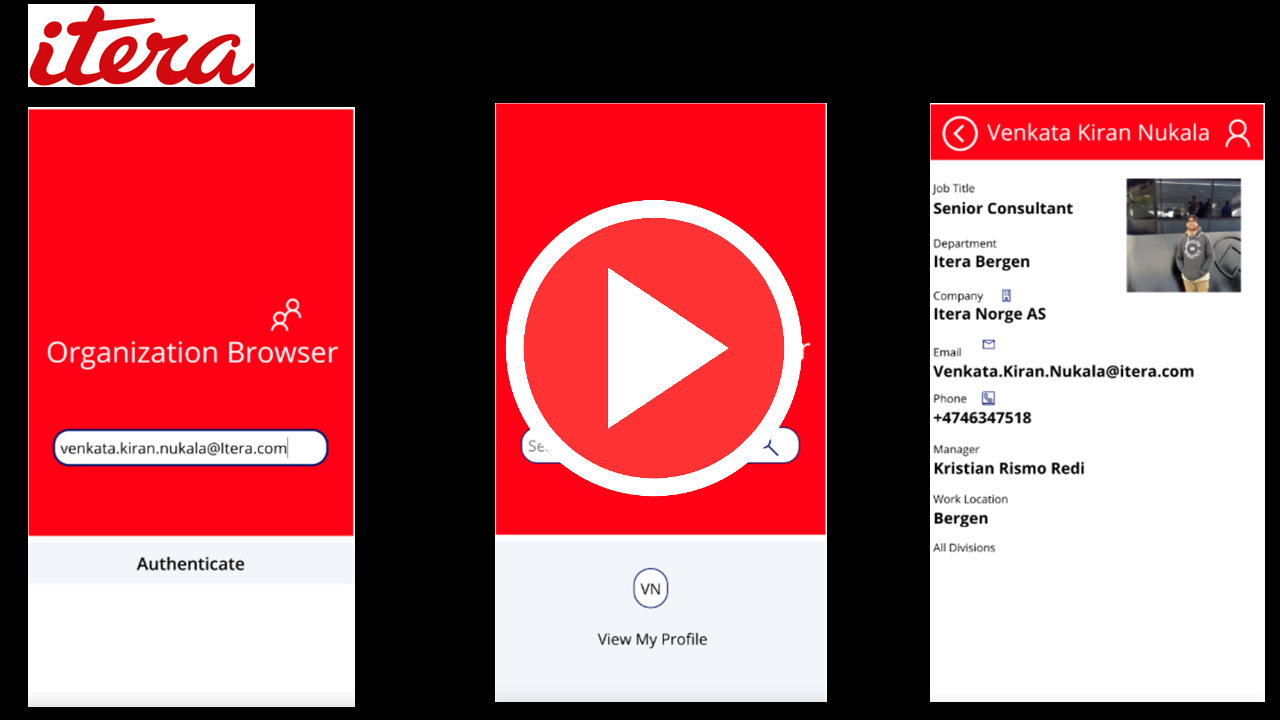 itera
Organization Browser
venkata.kiran.nukala@Itera.com
Authenticate
r
Se
VN
View My Profile
Venkata Kiran Nukala
Job Title
Senior Consultant
Department
Itera Bergen
Company
Itera Norge AS
Email
Venkata.Kiran.Nukala@itera.com
Phone
+4746347518
Manager
Kristian Rismo Redi
Work Location
Bergen
All Divisions